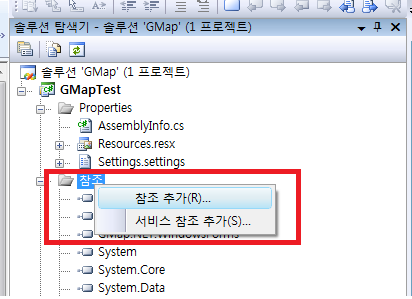 솔루션 탐색기 - 솔루션 'GMap' (1 프로젝트)
솔루션 'GMap' (1 프로젝트)
GMapTest
Properties
AssemblyInfo.cs
Resources.resx
Settings.settings
참조
참조 추가(R)...
서비스 참조 추가(S)...
GMap.NET.WindowsForms
System
System.Core
System.Data